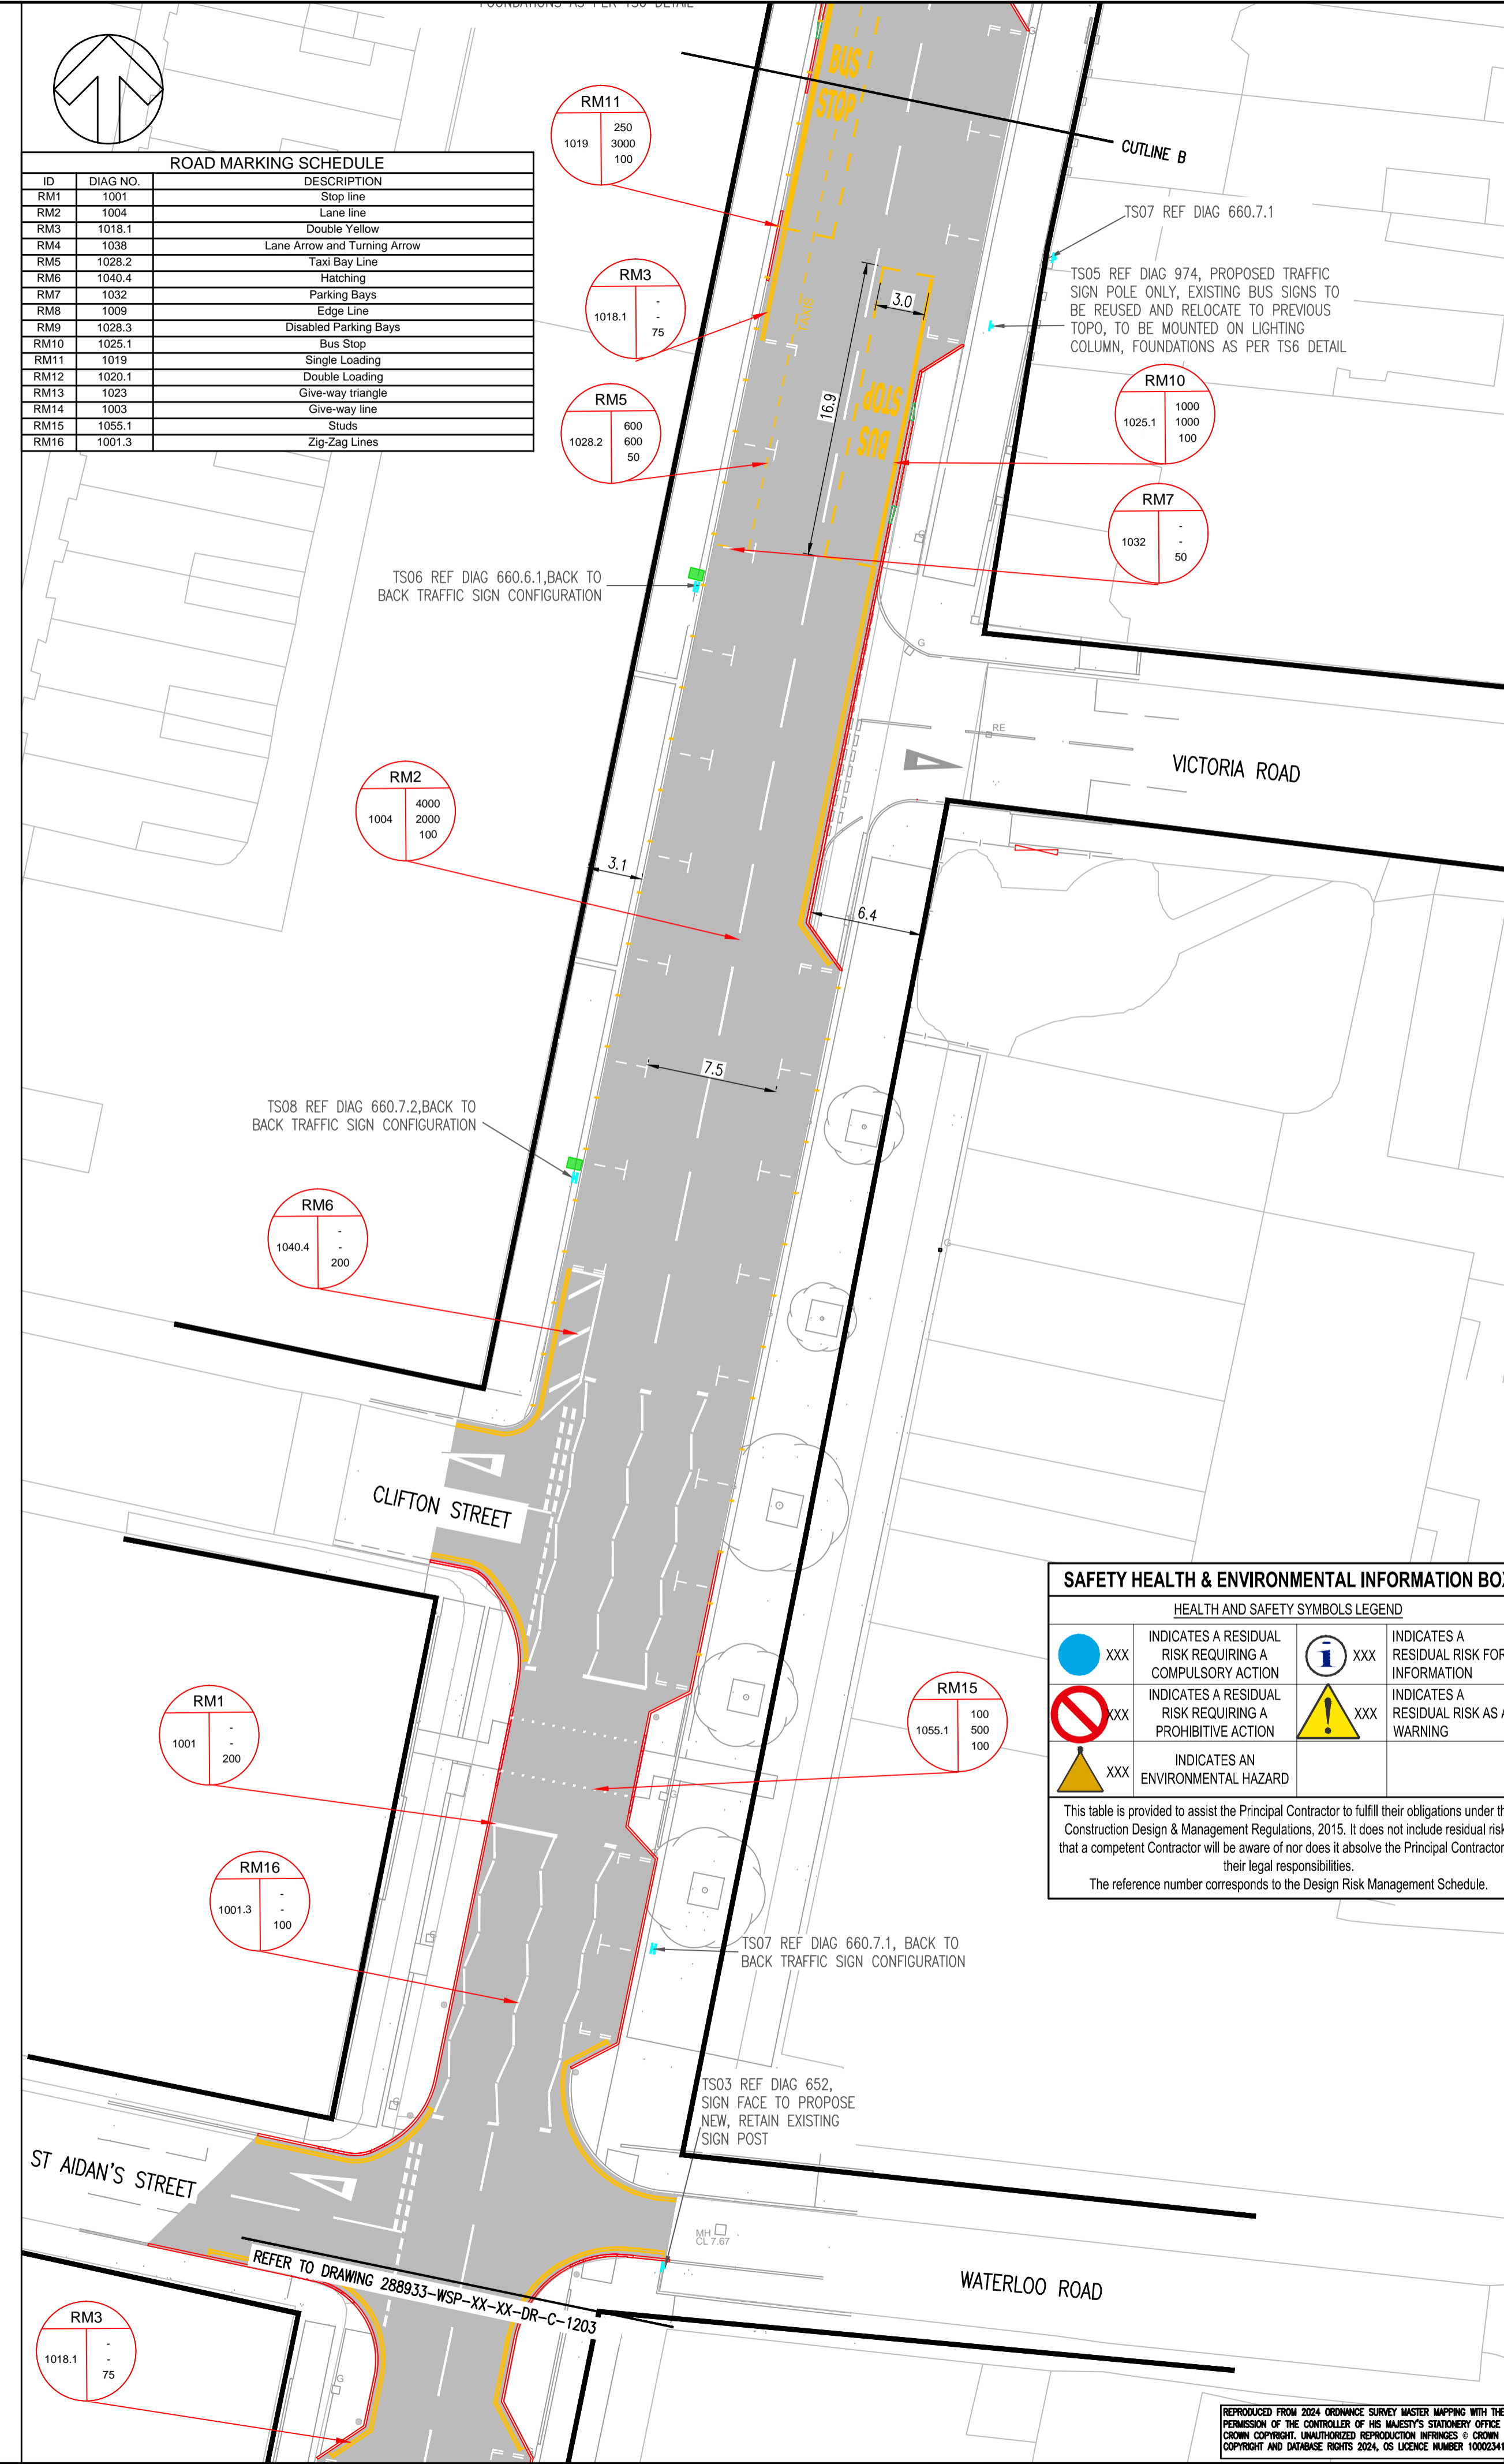 FOUNDATIONS AS PER TS6 DETAIL
ROAD MARKING SCHEDULE
ID DIAG NO. DESCRIPTION
RM1 1001 Stop line
RM2 1004 Lane line
RM3 1018.1 Double Yellow
RM4 1038 Lane Arrow and Turning Arrow
RM5 1028.2 Taxi Bay Line
RM6 1040.4 Hatching
RM7 1032 Parking Bays
RM8 1009 Edge Line
RM9 1028.3 Disabled Parking Bays
RM10 1025.1 Bus Stop
RM11 1019 Single Loading
RM12 1020.1 Double Loading
RM13 1023 Give-way triangle
RM14 1003 Give-way line
RM15 1055.1 Studs
RM16 1001.3 Zig-Zag Lines
BUS
STOP
RM11
1019
250
3000
100
CUTLINE B
TS07 REF DIAG 660.7.1
TS05 REF DIAG 974, PROPOSED TRAFFIC
SIGN POLE ONLY, EXISTING BUS SIGNS TO
BE REUSED AND RELOCATE TO PREVIOUS
TOPO, TO BE MOUNTED ON LIGHTING
COLUMN, FOUNDATIONS AS PER TS6 DETAIL
RM3
1018.1
-
-
75
TAXIS
3.0
16.9
RM5
1028.2
600
600
50
STOP
BUS
RM10
1025.1
1000
1000
100
RM7
1032
-
-
50
G
G
G
TS06 REF DIAG 660.6.1,BACK TO
BACK TRAFFIC SIGN CONFIGURATION
RE
VICTORIA ROAD
RM2
1004
4000
2000
100
3.1
6.4
7.5
TS08 REF DIAG 660.7.2,BACK TO
BACK TRAFFIC SIGN CONFIGURATION
RM6
1040.4
-
-
200
G
CLIFTON STREET
SAFETY HEALTH & ENVIRONMENTAL INFORMATION BOX
HEALTH AND SAFETY SYMBOLS LEGEND
XXX
INDICATES A RESIDUAL
RISK REQUIRING A
COMPULSORY ACTION
i
XXX
INDICATES A
RESIDUAL RISK FOR
INFORMATION
XXX
INDICATES A RESIDUAL
RISK REQUIRING A
PROHIBITIVE ACTION
!
XXX
INDICATES A
RESIDUAL RISK AS A
WARNING
XXX
INDICATES AN
ENVIRONMENTAL HAZARD
This table is provided to assist the Principal Contractor to fulfill their obligations under th
Construction Design & Management Regulations, 2015. It does not include residual risk
that a competent Contractor will be aware of nor does it absolve the Principal Contractor
their legal responsibilities.
The reference number corresponds to the Design Risk Management Schedule.
RM1
1001
-
-
200
RM15
1055.1
100
500
100
G
RM16
1001.3
-
-
100
G
TS07 REF DIAG 660.7.1, BACK TO
BACK TRAFFIC SIGN CONFIGURATION
G
TS03 REF DIAG 652,
SIGN FACE TO PROPOSE
NEW, RETAIN EXISTING
SIGN POST
ST AIDAN'S STREET
MH
CL 7.67
REFER TO DRAWING 288933-WSP-XX-XX-DR-C-1203
WATERLOO ROAD
RM3
1018.1
-
-
75
G
REPRODUCED FROM 2024 ORDNANCE SURVEY MASTER MAPPING WITH THE
PERMISSION OF THE CONTROLLER OF HIS MAJESTY'S STATIONERY OFFICE
CROWN COPYRIGHT. UNAUTHORIZED REPRODUCTION INFRINGES © CROWN
COPYRIGHT AND DATABASE RIGHTS 2024, OS LICENCE NUMBER 10002341